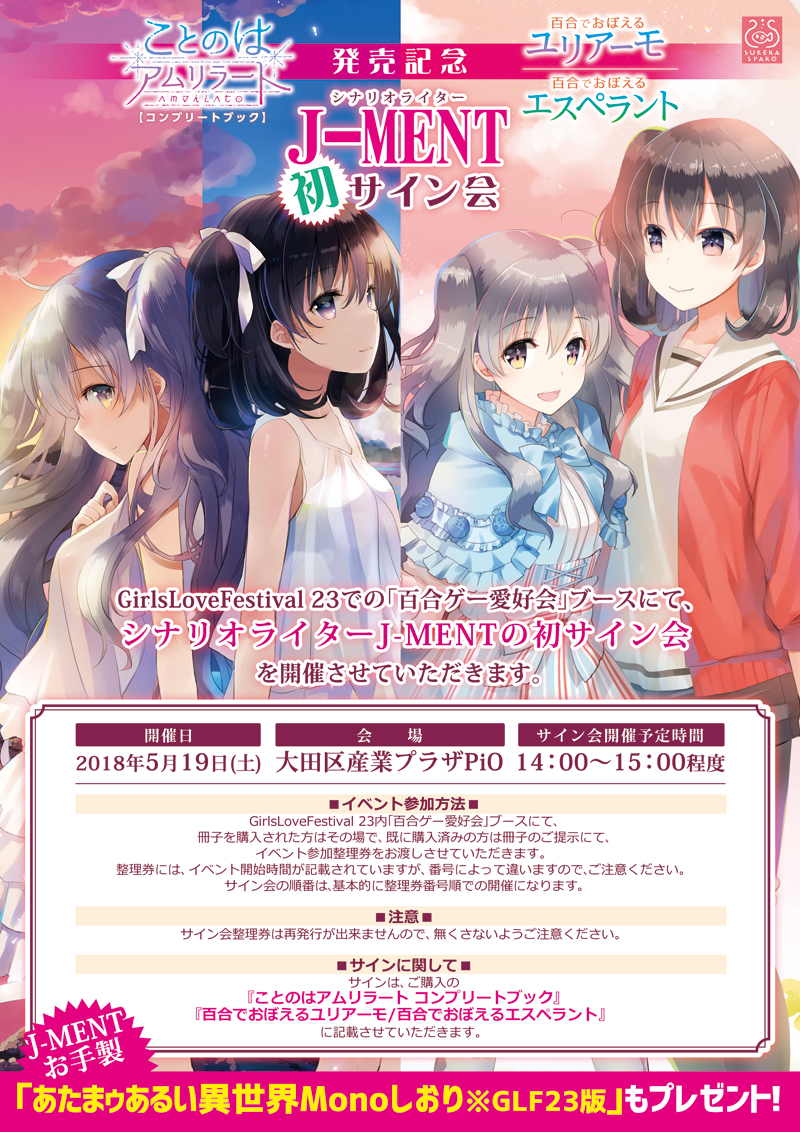 ことのは
アムリラート
AMRILLATO
【コンプリートブック】
発売記念
百合でおぼえる
ユリアーモ
百合でおぼえる
エスペラント
SUKERA
SPARO
シナリオライター
J-MENT
初サイン会
GirlsLoveFestival 23での「百合ゲー愛好会」ブースにて、
シナリオライターJ-MENTの初サイン会
を開催させていただきます。
開催日
2018年5月19日(土)
会 場
大田区産業プラザPiO
サイン会開催予定時間
14:00〜15:00程度
■イベント参加方法■
GirlsLoveFestival 23内「百合ゲー愛好会」ブースにて、
冊子を購入された方はその場で、既に購入済みの方は冊子のご提示にて、
イベント参加整理券をお渡しさせていただきます。
整理券には、イベント開始時間が記載されていますが、番号によって違いますので、ご注意ください。
サイン会の順番は、基本的に整理券番号順での開催になります。
■注意■
サイン会整理券は再発行が出来ませんので、無くさないようご注意ください。
■サインに関して■
サインは、ご購入の
『ことのはアムリラート コンプリートブック』
『百合でおぼえるユリアーモ/百合でおぼえるエスペラント』
に記載させていただきます。
J-MENT
お手製
「あたまゥあるい異世界Monoしおり※GLF23版」もプレゼント!